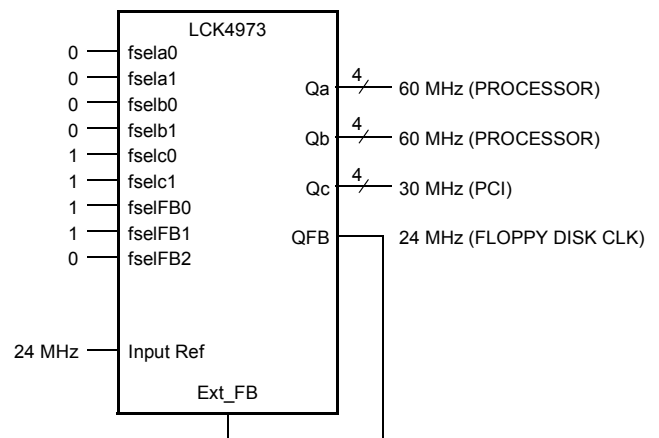 LCK4973
0 fsela0
0 fsela1
0 fselb0
0 fselb1
1 fselc0
1 fselc1
1 fselFB0
1 fselFB1
0 fselFB2
Qa 4 60 MHz (PROCESSOR)
Qb 4 60 MHz (PROCESSOR)
Qc 4 30 MHz (PCI)
QFB 24 MHz (FLOPPY DISK CLK)
24 MHz Input Ref
Ext_FB